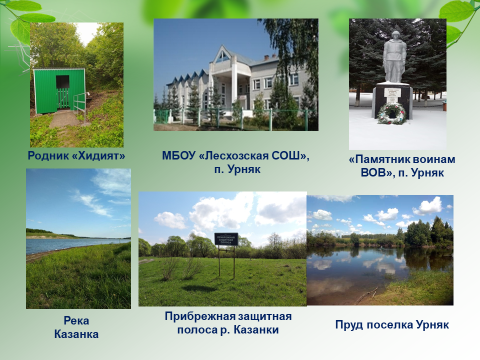 Родник «Хидият»
МБОУ «Лесхозская СОШ»,
п. Урняк
«Памятник воинам
ВОВ», п. Урняк
Река
Казанка
Прибрежная защитная
полоса р. Казанки
Пруд поселка Урняк